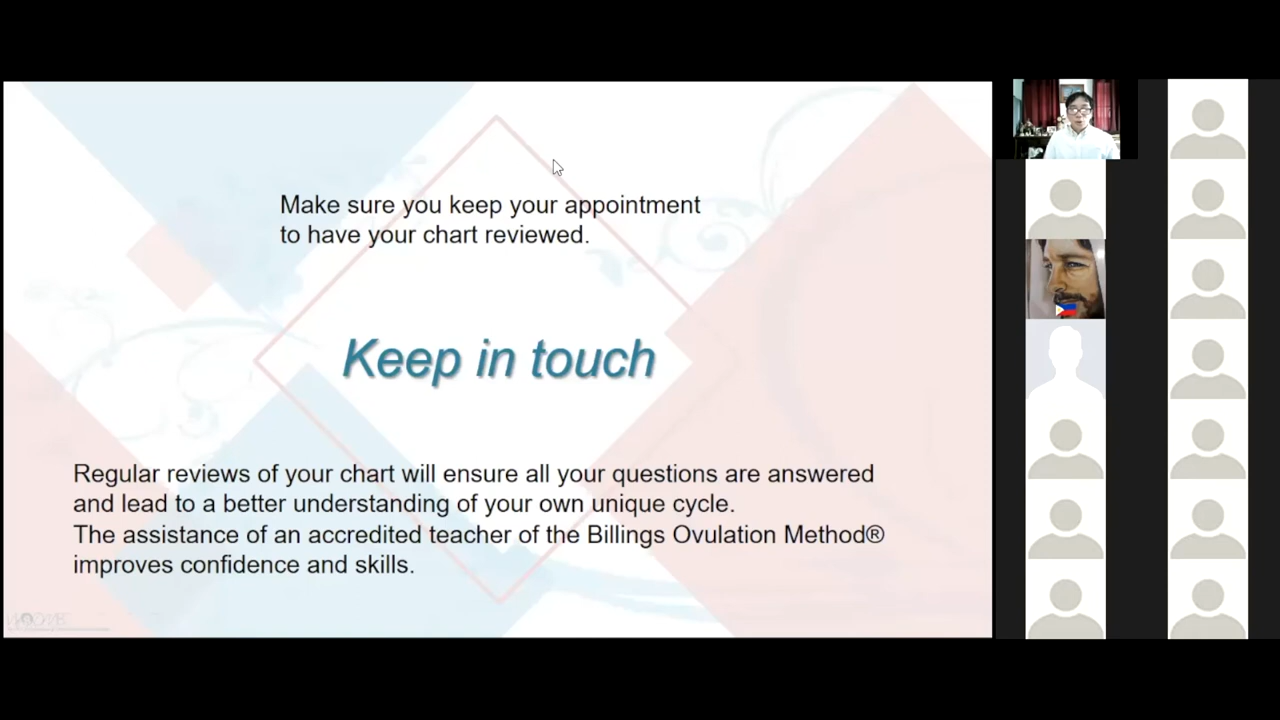 Make sure you keep your appointment
to have your chart reviewed.
Keep in touch
Regular reviews of your chart will ensure all your questions are answered
and lead to a better understanding of your own unique cycle.
The assistance of an accredited teacher of the Billings Ovulation Method®
improves confidence and skills.